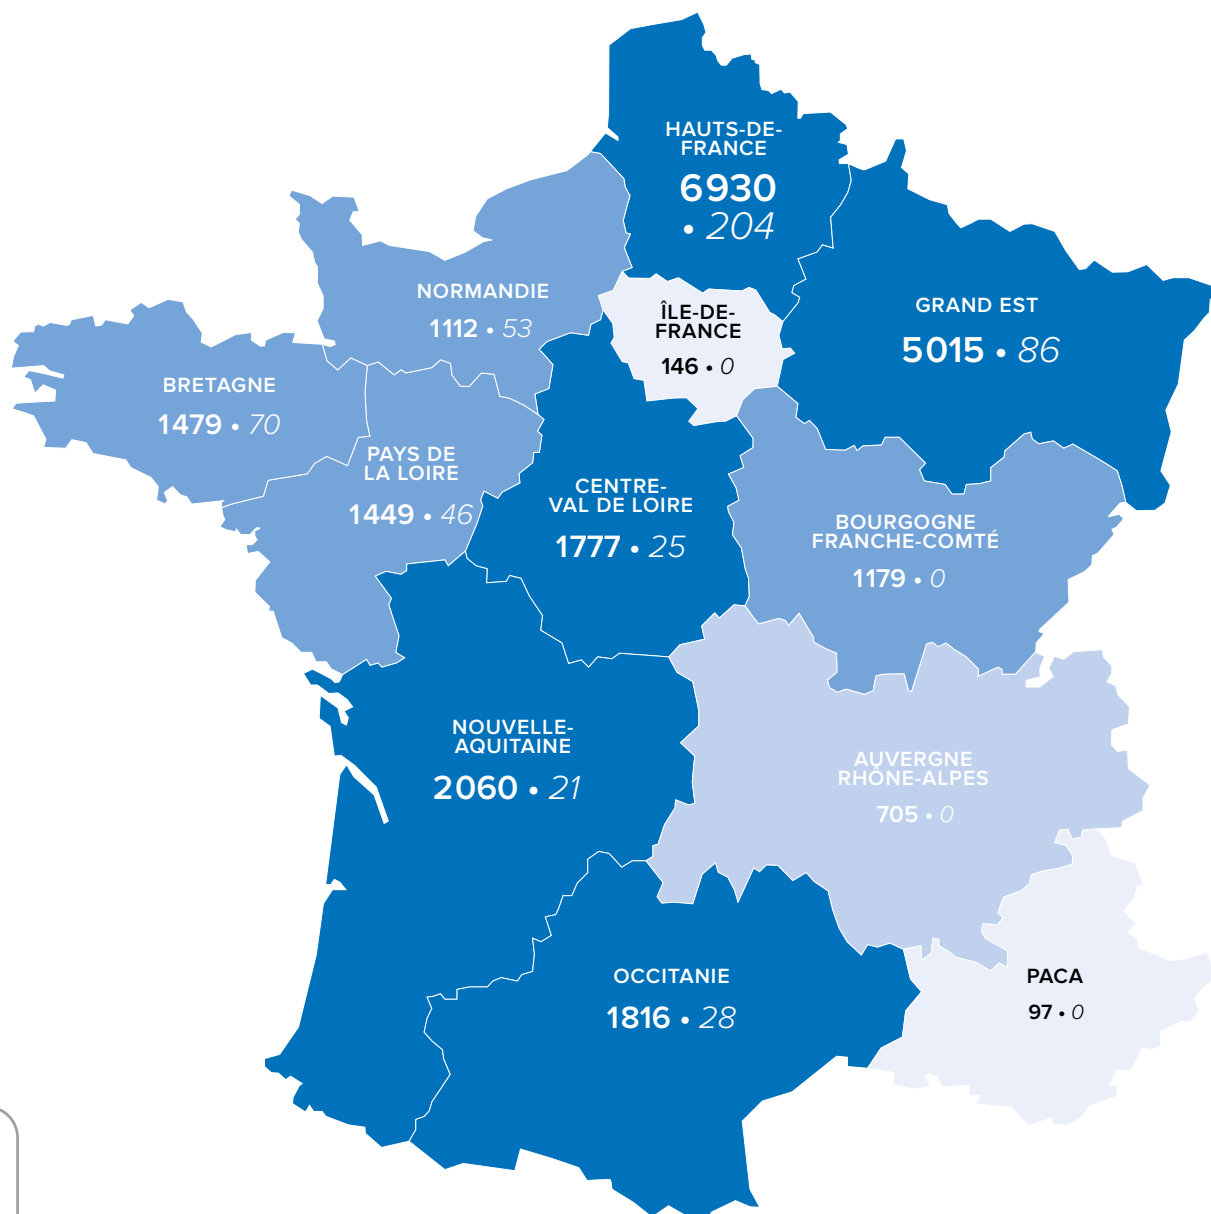 HAUTS-DE-
FRANCE
6930
• 204
NORMANDIE
1112 • 53
ÎLE-DE-
FRANCE
146 • 0
GRAND EST
5015 • 86
BRETAGNE
1479 • 70
PAYS DE
LA LOIRE
1449 • 46
CENTRE-
VAL DE LOIRE
1777 • 25
BOURGOGNE
FRANCHE-COMTÉ
1179 • 0
NOUVELLE-
AQUITAINE
2060 • 21
AUVERGNE
RHÔNE-ALPES
705 • 0
OCCITANIE
1816 • 28
PACA
97 • 0